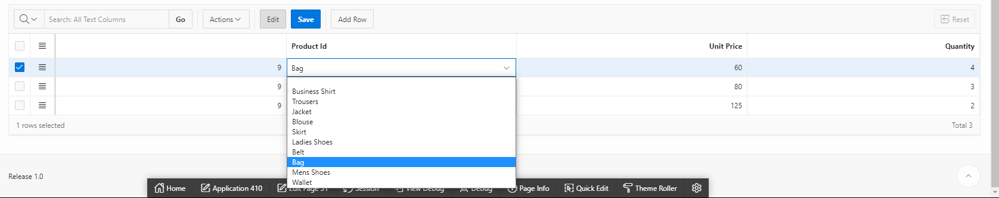 Search: All Text Columns Go Actions Edit Save Add Row Reset
Product Id Unit Price Quantity
9 Bag 60 4
9 80 3
9 125 2
Business Shirt
Trousers
Jacket
Blouse
Skirt
Ladies Shoes
Belt
Bag
Mens Shoes
Wallet
1 rows selected Total 3
Release 1.0
Home Application 410 Edit Page 51 Session View Debug Debug Page Info Quick Edit Theme Roller